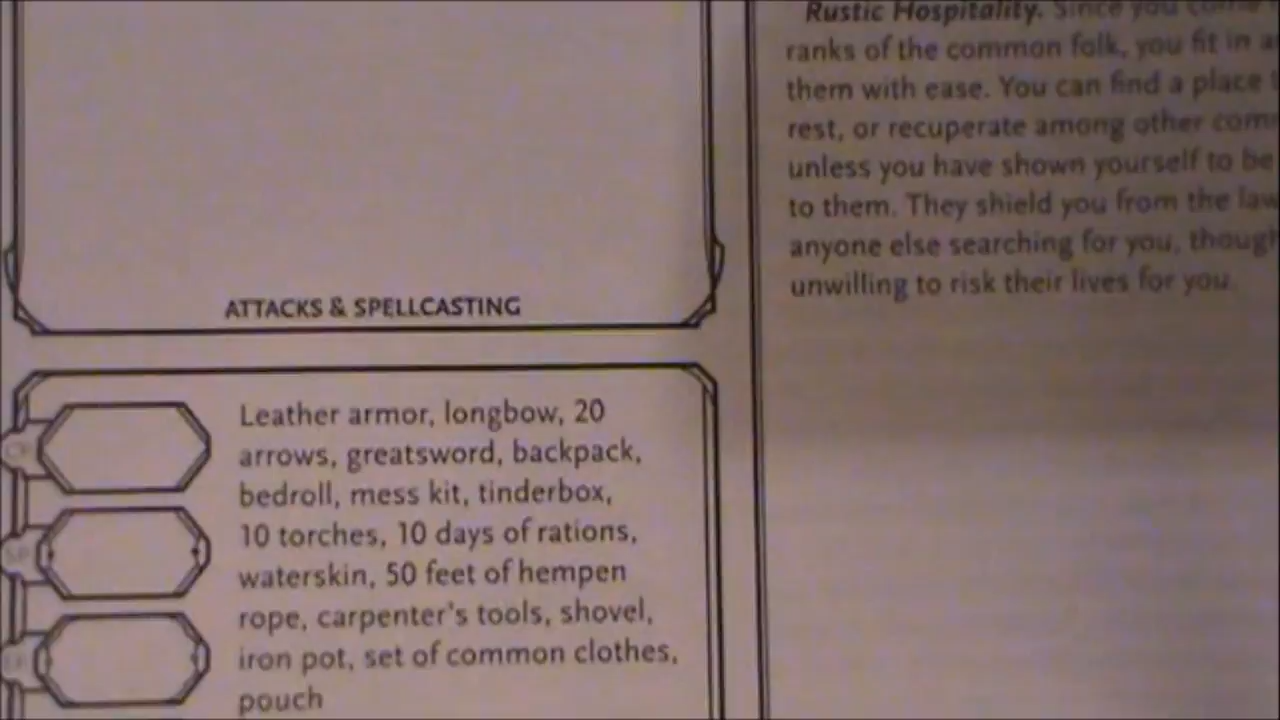 ATTACKS & SPELLCASTING
Leather armor, longbow, 20
arrows, greatsword, backpack,
bedroll, mess kit, tinderbox,
10 torches, 10 days of rations,
waterskin, 50 feet of hempen
rope, carpenter's tools, shovel,
iron pot, set of common clothes,
pouch
Rustic Hospitality. Since you come
ranks of the common folk, you fit in
them with ease. You can find a place
rest, or recuperate among other
unless you have shown yourself to be
to them. They shield you from the law
anyone else searching for you, though
unwilling to risk their lives for you.